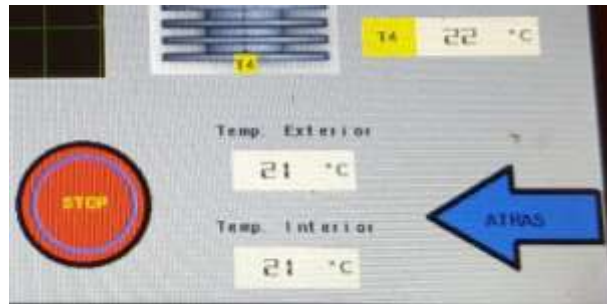 T4 22 °C
T4
Temp. Exterior
21 °C
STOP
ATRAS
Temp. Interior
21 °C